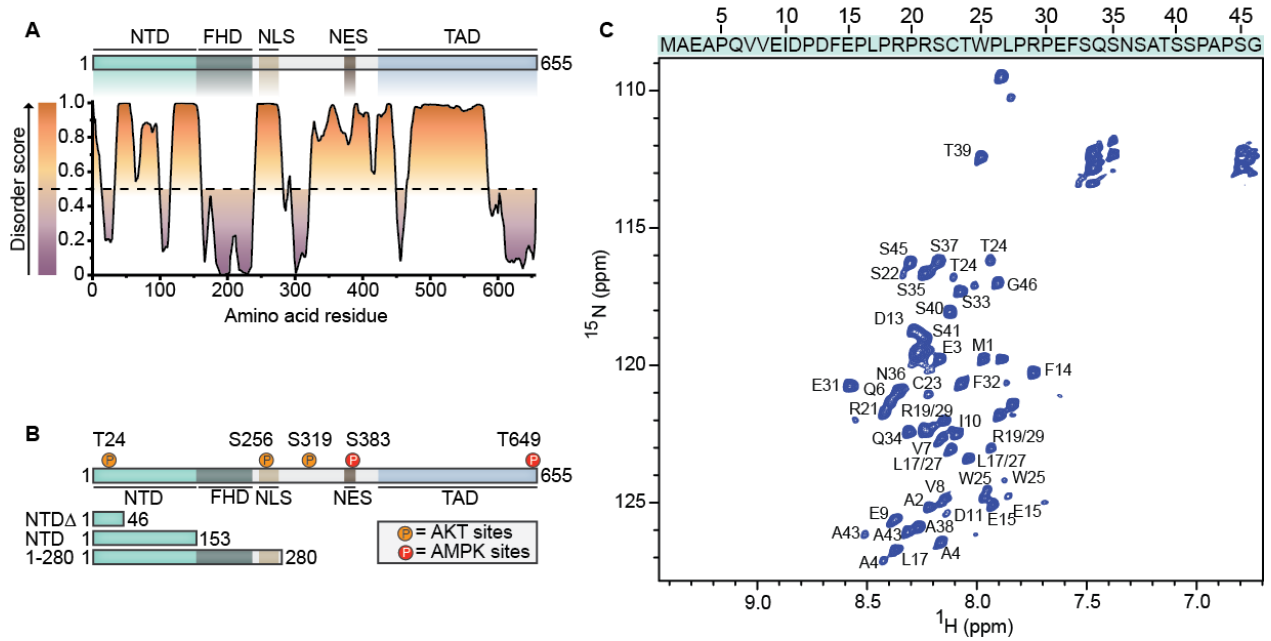 A
NTD FHD NLS NES TAD
1 655
Disorder score
1.0
0.8
0.6
0.4
0.2
0
0 100 200 300 400 500 600
Amino acid residue
B
T24 S256 S319 S383 T649
P P P P P
1 655
NTD FHD NLS NES TAD
NTDΔ 1 46
NTD 1 153
1-280 1 280
P = AKT sites
P = AMPK sites
C
5 10 15 20 25 30 35 40 45
MAEAPQVVEIDPDFEPLPRPRSCTWPLPRPEFSQSNSATSSPAPSG
110
115
120
125
15N (ppm)
T39
S45 S37 T24
S22 T24
S35 S33 G46
S40
D13 S41
E3 M1
N36 F14
E31 Q6 C23 F32
R21 R19/29 I10
Q34 R19/29
V7
L17/27 L17/27
W25 W25
V8
A2
E9 D11 E15 E15
A43 A43 A38
A4 L17 A4
9.0 8.5 8.0 7.5 7.0
1H (ppm)